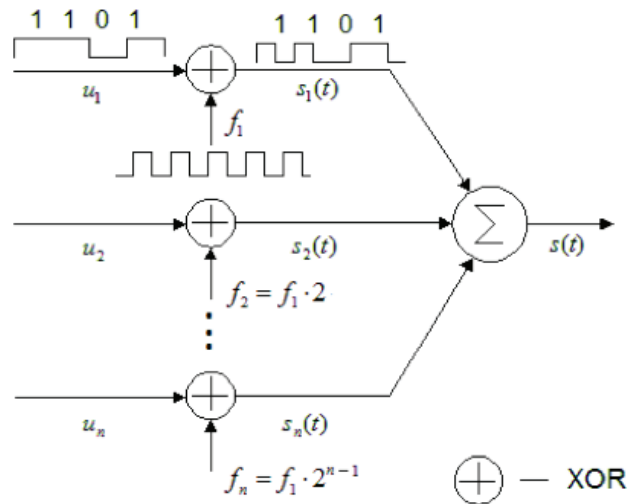 1 1 0 1
1 1 0 1
u₁
s₁(t)
f₁
u₂
s₂(t)
s(t)
f₂ = f₁ · 2
⋮
uₙ
sₙ(t)
fₙ = f₁ · 2ⁿ⁻¹
∑
+ — XOR